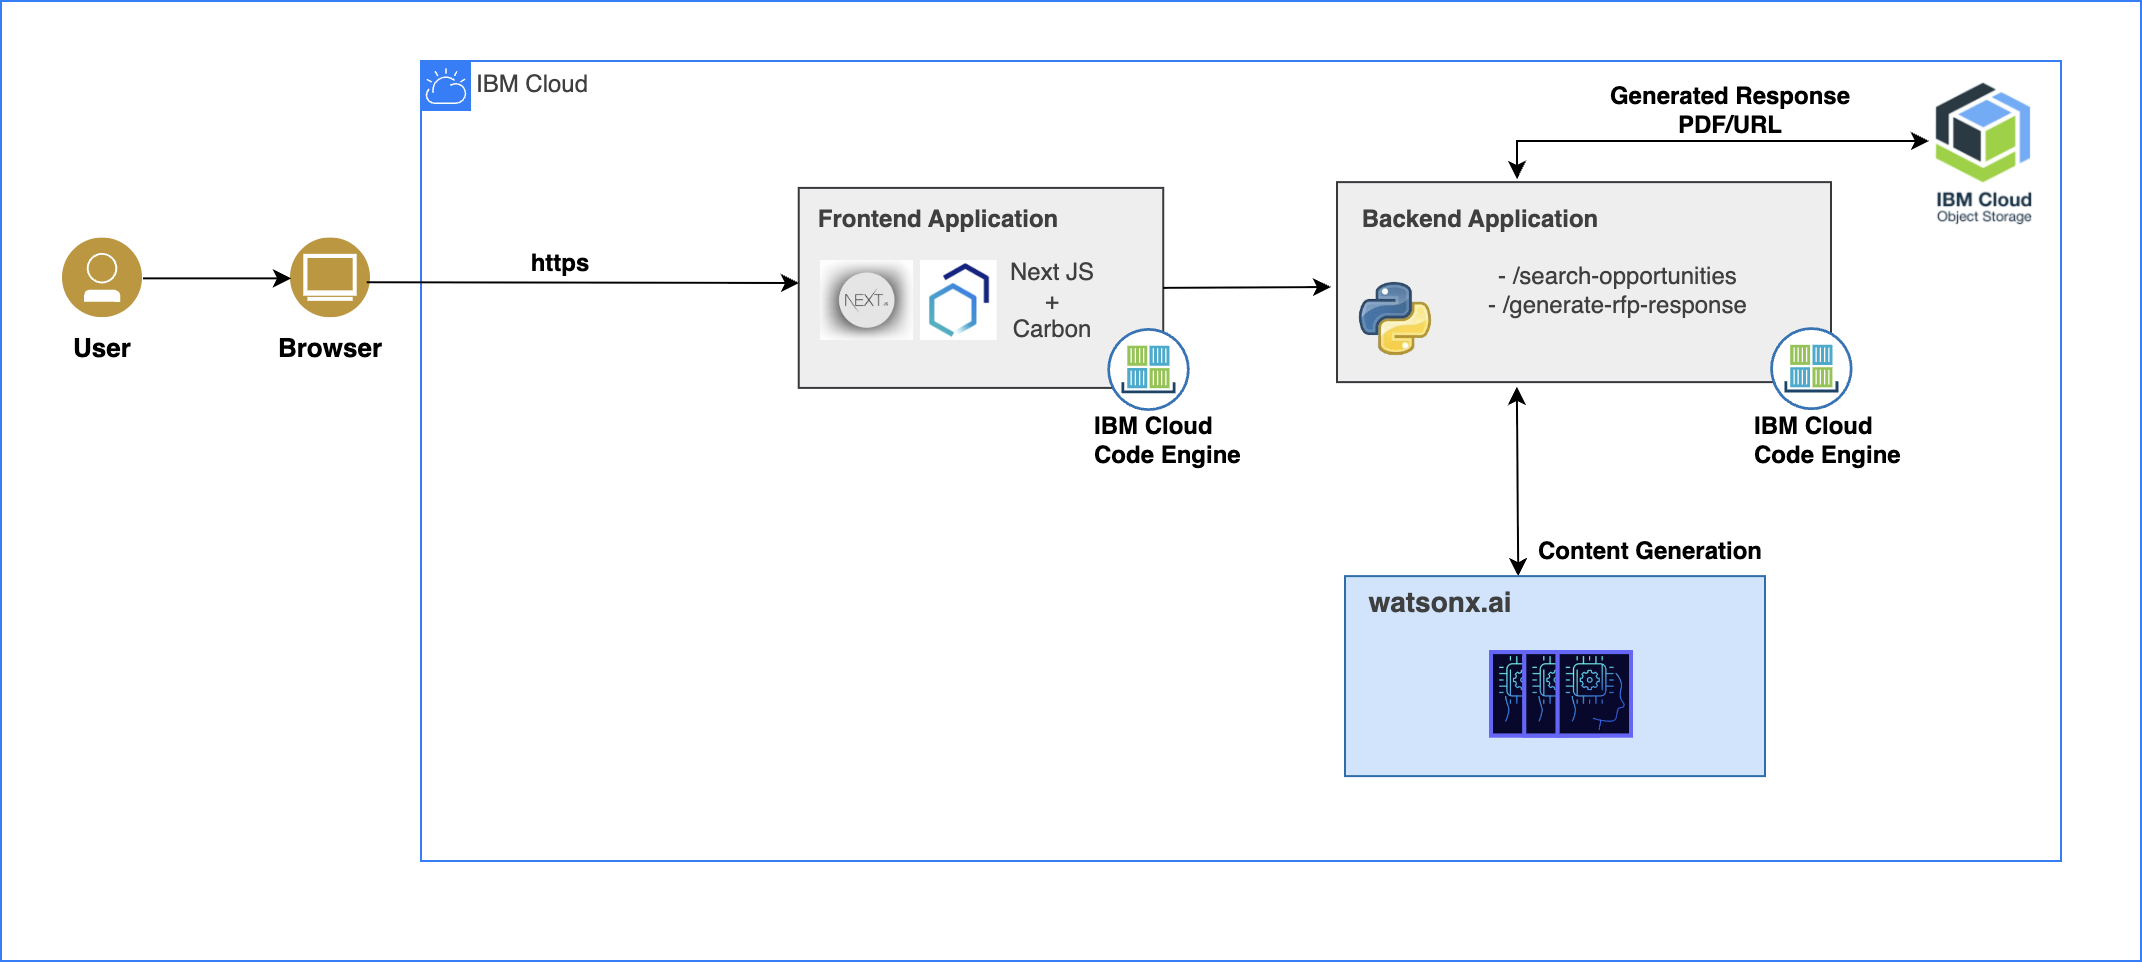 IBM Cloud
Generated Response
PDF/URL
IBM Cloud
Object Storage
Frontend Application
NEXT.js
Next JS
+
Carbon
Backend Application
- /search-opportunities
- /generate-rfp-response
https
User
Browser
IBM Cloud
Code Engine
IBM Cloud
Code Engine
Content Generation
watsonx.ai